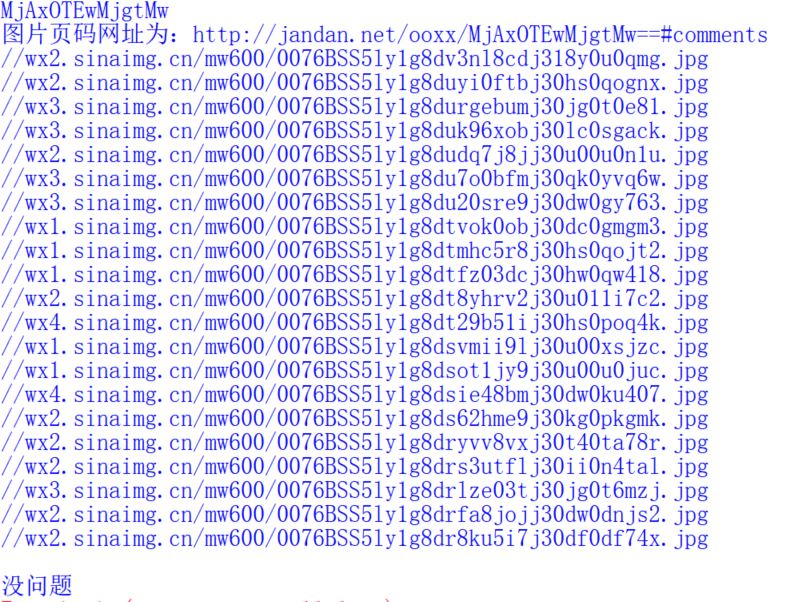 MjAxOTEwMjgtMw
图片页码网址为：http://jandan.net/ooxx/MjAxOTEwMjgtMw==#comments
//wx2.sinaimg.cn/mw600/0076BSS5ly1g8dv3nl8cdj318y0u0qmg.jpg
//wx2.sinaimg.cn/mw600/0076BSS5ly1g8duyi0ftbj30hs0qognx.jpg
//wx3.sinaimg.cn/mw600/0076BSS5ly1g8durgebumj30jg0t0e81.jpg
//wx3.sinaimg.cn/mw600/0076BSS5ly1g8duk96xobj30lc0sgack.jpg
//wx2.sinaimg.cn/mw600/0076BSS5ly1g8dudq7j8jj30u00u0n1u.jpg
//wx3.sinaimg.cn/mw600/0076BSS5ly1g8du7o0bfmj30qk0yvq6w.jpg
//wx3.sinaimg.cn/mw600/0076BSS5ly1g8du20sre9j30dw0gy763.jpg
//wx1.sinaimg.cn/mw600/0076BSS5ly1g8dtvok0obj30dc0gmgm3.jpg
//wx1.sinaimg.cn/mw600/0076BSS5ly1g8dtmhc5r8j30hs0qojt2.jpg
//wx1.sinaimg.cn/mw600/0076BSS5ly1g8dtfz03dcj30hw0qw418.jpg
//wx2.sinaimg.cn/mw600/0076BSS5ly1g8dt8yhrv2j30u011i7c2.jpg
//wx4.sinaimg.cn/mw600/0076BSS5ly1g8dt29b51ij30hs0poq4k.jpg
//wx1.sinaimg.cn/mw600/0076BSS5ly1g8dsvmii9lj30u00xsjzc.jpg
//wx1.sinaimg.cn/mw600/0076BSS5ly1g8dsot1jy9j30u00u0juc.jpg
//wx4.sinaimg.cn/mw600/0076BSS5ly1g8dsie48bmj30dw0ku407.jpg
//wx2.sinaimg.cn/mw600/0076BSS5ly1g8ds62hme9j30kg0pkgmk.jpg
//wx2.sinaimg.cn/mw600/0076BSS5ly1g8dryvv8vxj30t40ta78r.jpg
//wx2.sinaimg.cn/mw600/0076BSS5ly1g8drs3utflj30ii0n4tal.jpg
//wx3.sinaimg.cn/mw600/0076BSS5ly1g8drlze03tj30jg0t6mzj.jpg
//wx2.sinaimg.cn/mw600/0076BSS5ly1g8drfa8jojj30dw0dnjs2.jpg
//wx2.sinaimg.cn/mw600/0076BSS5ly1g8dr8ku5i7j30df0df74x.jpg
没问题